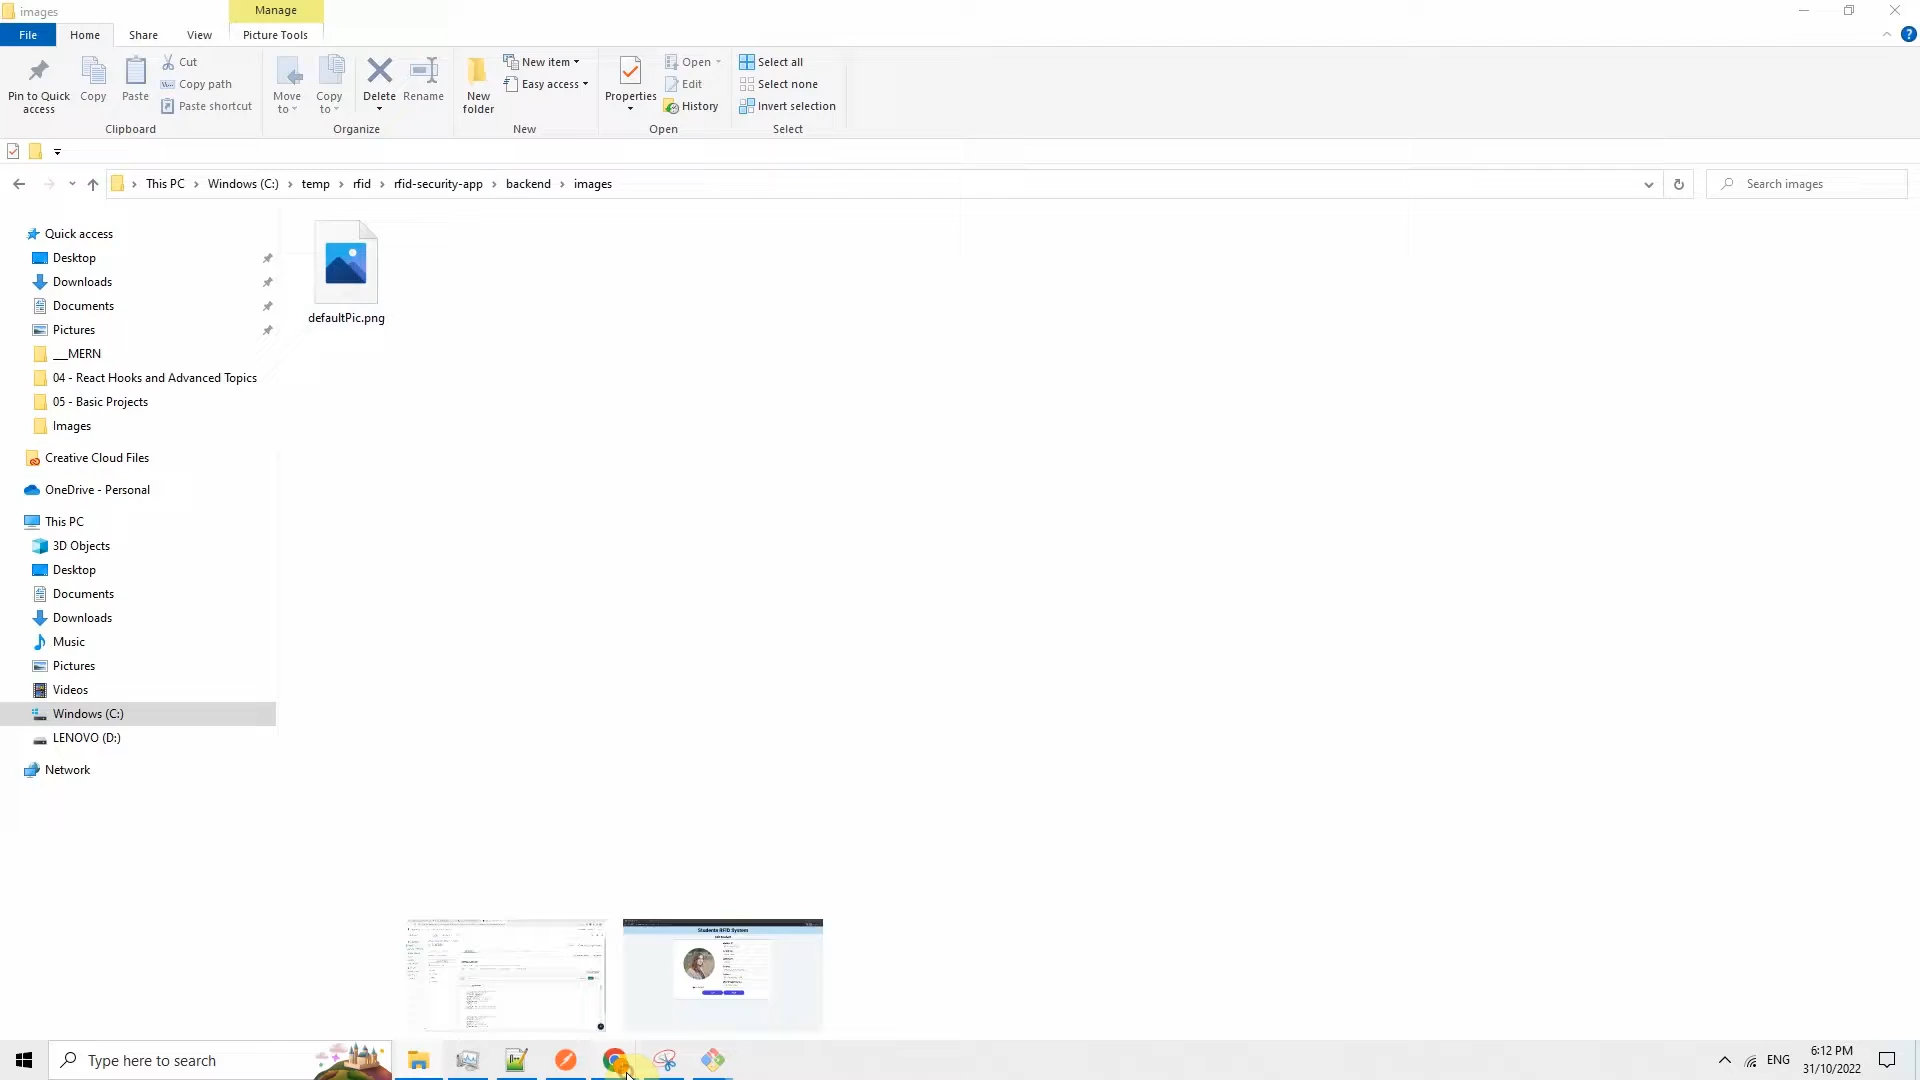 images
Manage
File Home Share View Picture Tools
Pin to Quick access
Copy
Paste
Cut
Copy path
Paste shortcut
Clipboard
Move to
Copy to
Delete
Rename
Organize
New folder
New item
Easy access
New
Properties
Open
Edit
History
Open
Select all
Select none
Invert selection
Select
This PC > Windows (C:) > temp > rfid > rfid-security-app > backend > images
Search images
Quick access
Desktop
Downloads
Documents
Pictures
__MERN
04 - React Hooks and Advanced Topics
05 - Basic Projects
Images
Creative Cloud Files
OneDrive - Personal
This PC
3D Objects
Desktop
Documents
Downloads
Music
Pictures
Videos
Windows (C:)
LENOVO (D:)
Network
defaultPic.png
Students RFID System
Type here to search
ENG
6:12 PM
31/10/2022